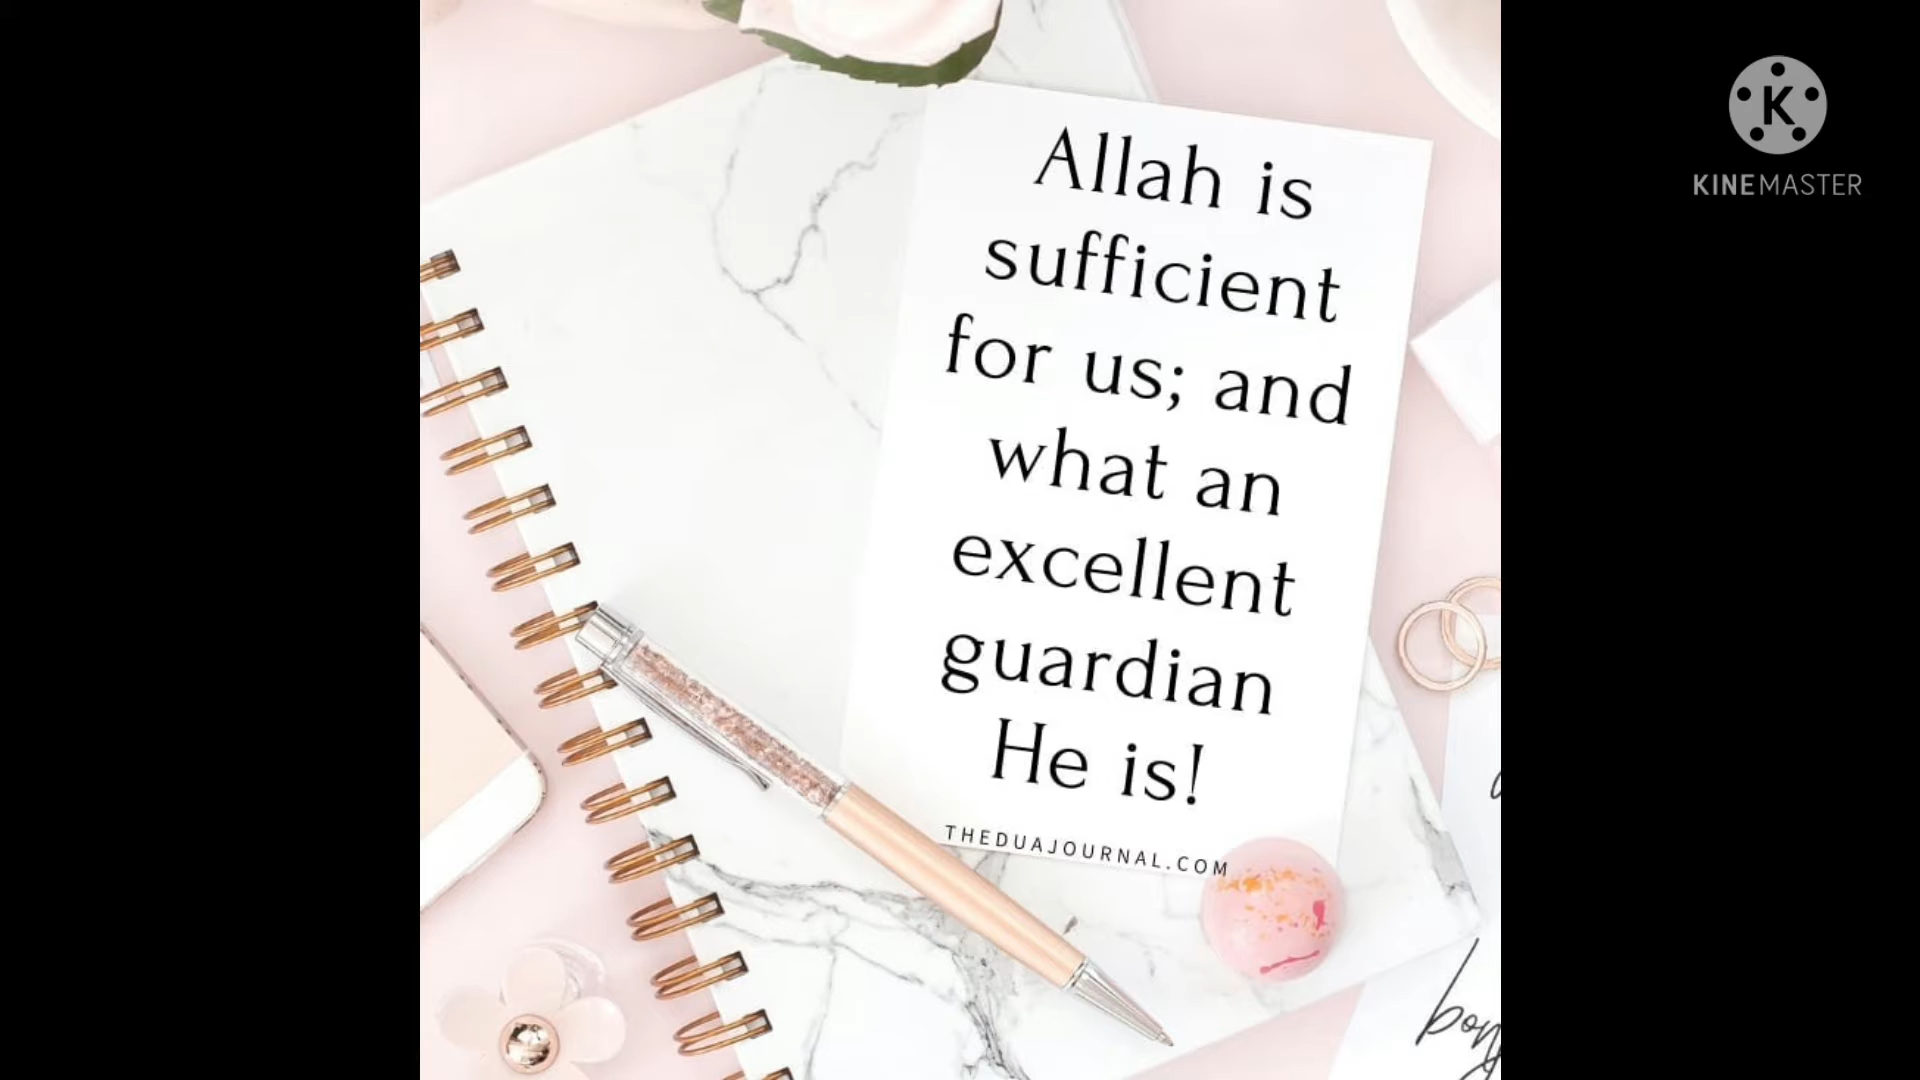 Allah is
sufficient
for us; and
what an
excellent
guardian
He is!
THEDUAJOURNAL.COM
K
KINEMASTER